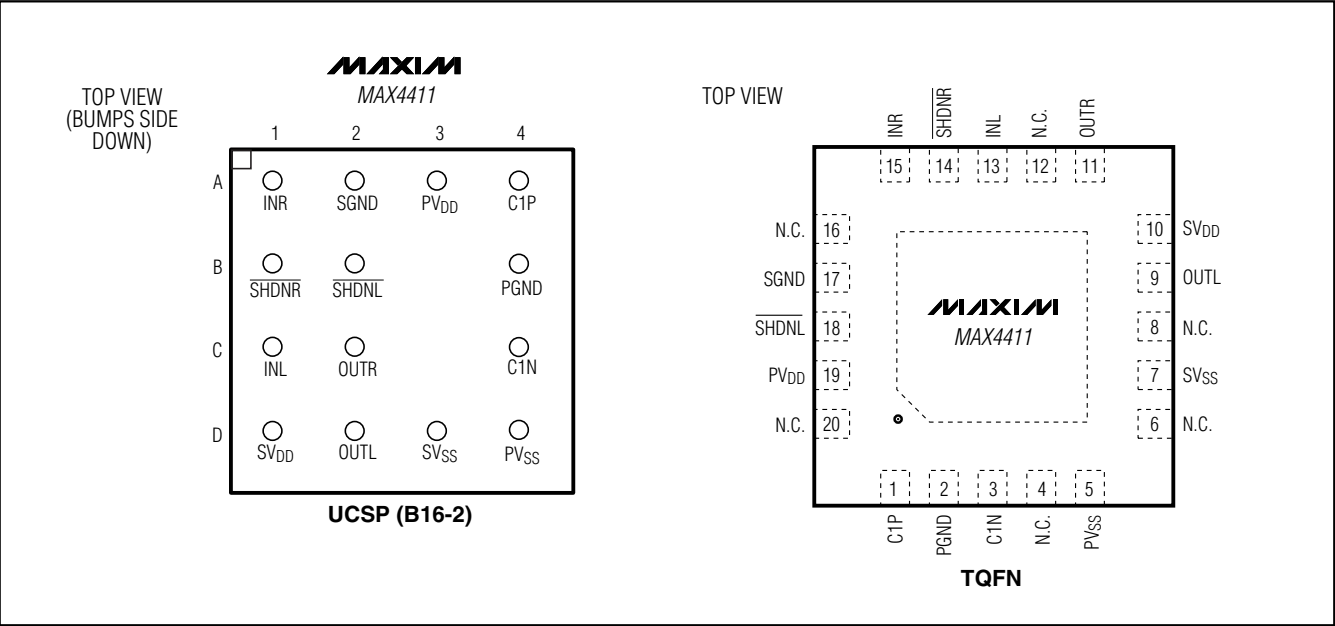 MAXIM
MAX4411
TOP VIEW
(BUMPS SIDE
DOWN)
1 2 3 4
A
INR SGND PVDD C1P
B
SHDNR SHDNL PGND
C
INL OUTR C1N
D
SVDD OUTL SVSS PVSS
UCSP (B16-2)
TOP VIEW
INR SHDNR INL N.C. OUTR
15 14 13 12 11
N.C. 16 10 SVDD
SGND 17 9 OUTL
MAXIM
MAX4411
SHDNL 18 8 N.C.
PVDD 19 7 SVSS
N.C. 20 6 N.C.
1 2 3 4 5
C1P PGND C1N N.C. PVSS
TQFN